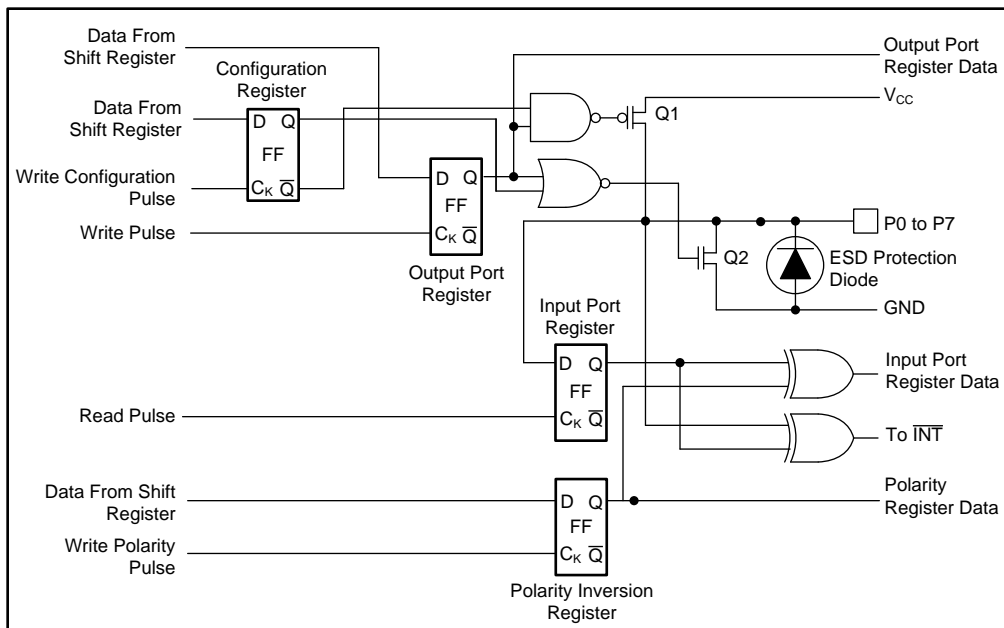 Data From
Shift Register
Configuration
Register
Data From
Shift Register
D Q
FF
Cₖ Q̅
Write Configuration
Pulse
Write Pulse
D Q
FF
Cₖ Q̅
Output Port
Register
Output Port
Register Data
V_CC
Q1
P0 to P7
Q2
ESD Protection
Diode
GND
Input Port
Register
D Q
FF
Cₖ Q̅
Read Pulse
Input Port
Register Data
To I̅N̅T̅
Data From Shift
Register
D Q
FF
Cₖ Q̅
Write Polarity
Pulse
Polarity
Register Data
Polarity Inversion
Register